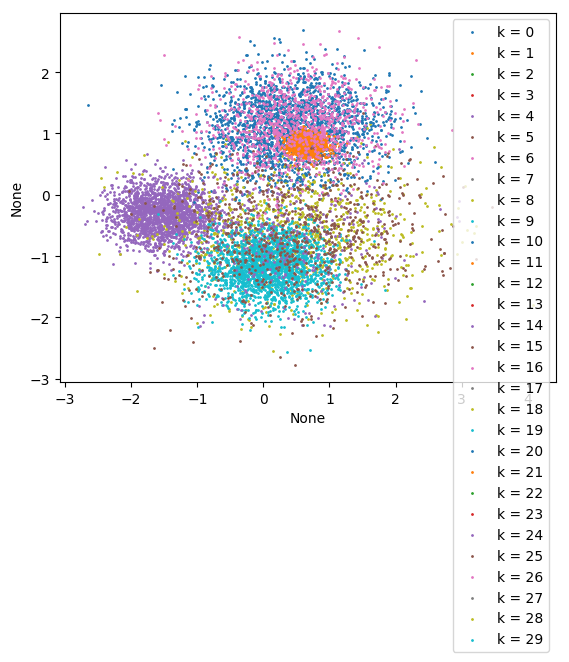 2
1
0
−1
−2
−3
None
−3
−2
−1
0
1
2
3
4
None
k = 0
k = 1
k = 2
k = 3
k = 4
k = 5
k = 6
k = 7
k = 8
k = 9
k = 10
k = 11
k = 12
k = 13
k = 14
k = 15
k = 16
k = 17
k = 18
k = 19
k = 20
k = 21
k = 22
k = 23
k = 24
k = 25
k = 26
k = 27
k = 28
k = 29